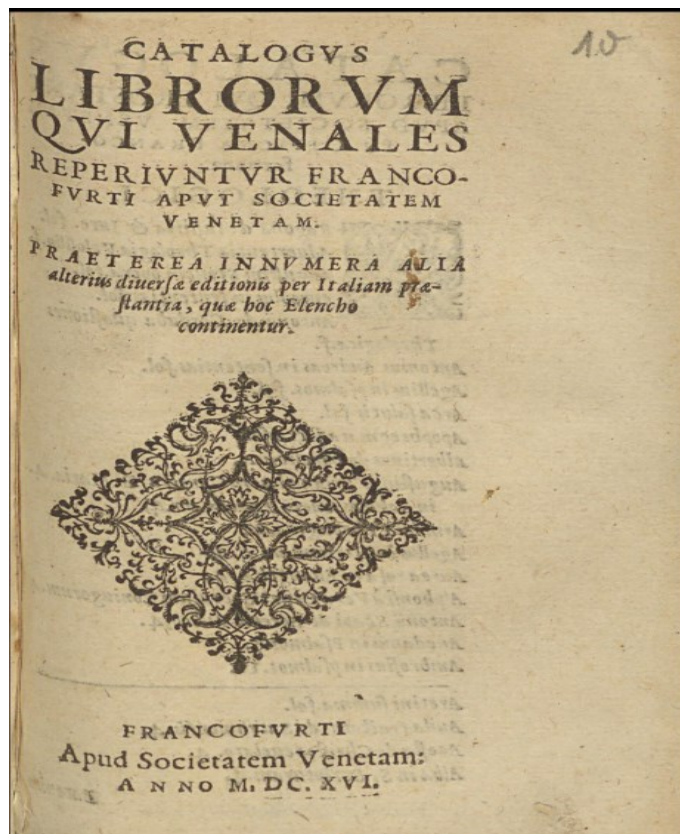 10
CATALOGVS
LIBRORVM
QVI VENALES
REPERIVNTVR FRANCO-
FVRTI APVT SOCIETATEM
VENETAM.
PRAETEREA INNVMERA ALIA
alterius diuersæ editionis per Italiam præ-
stantia, quæ hoc Elencho
continentur.
FRANCOFVRTI
Apud Societatem Venetam:
ANNO M. DC. XVI.